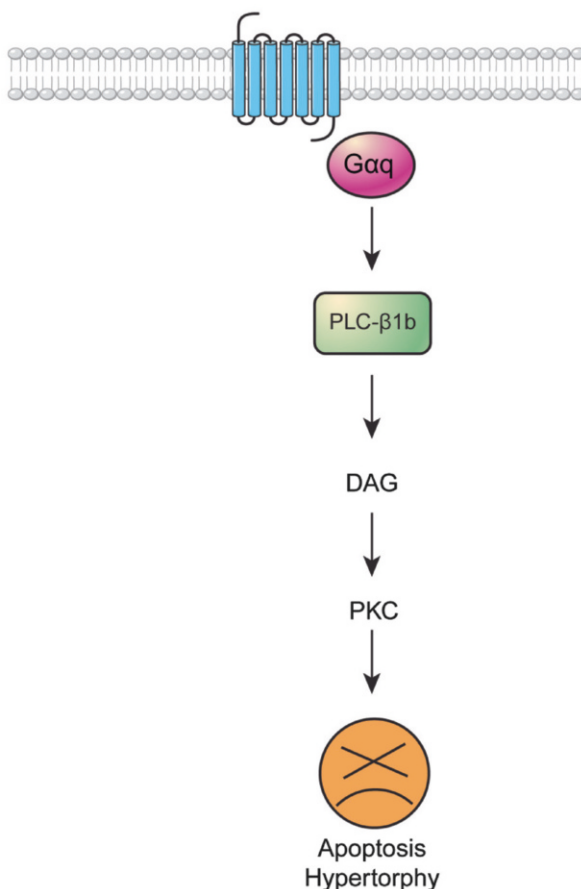 Gαq
PLC-β1b
DAG
PKC
Apoptosis
Hypertorphy